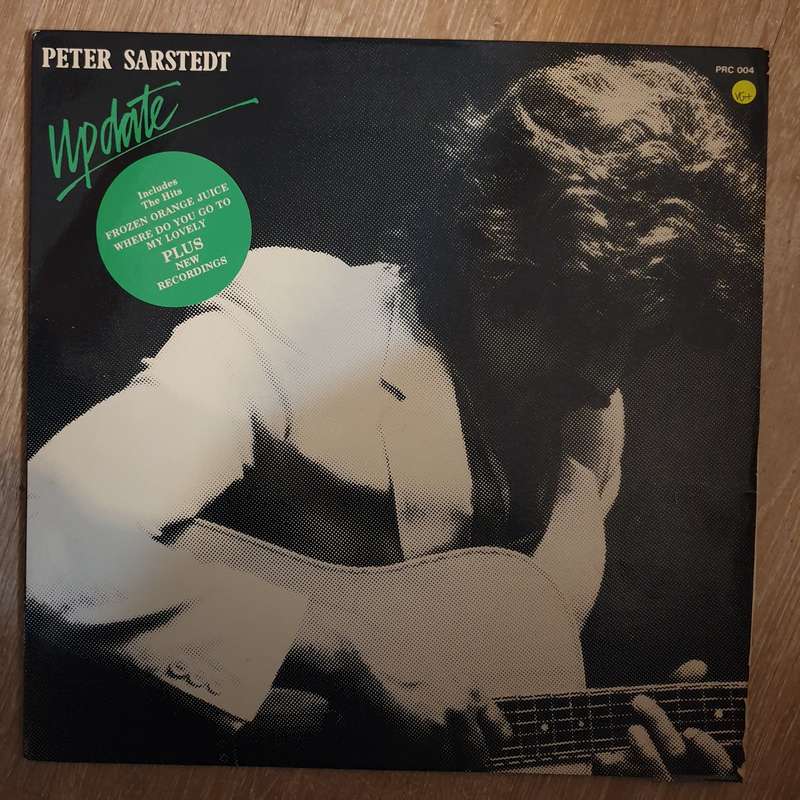 PETER SARSTEDT
PRC 004
VG+
Update
Includes
The Hits
FROZEN ORANGE JUICE
WHERE DO YOU GO TO
MY LOVELY
PLUS
NEW
RECORDINGS